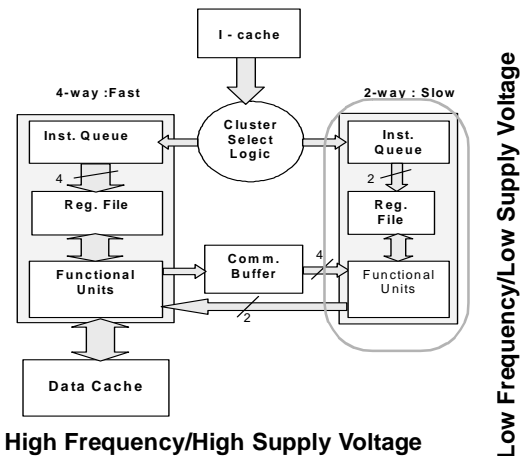 I - cache
4-way :Fast
2-way : Slow
Cluster
Select
Logic
Inst. Queue
4
Reg. File
Functional
Units
Comm.
Buffer
4
2
Inst.
Queue
2
Reg.
File
Functional
Units
Data Cache
High Frequency/High Supply Voltage
Low Frequency/Low Supply Voltage